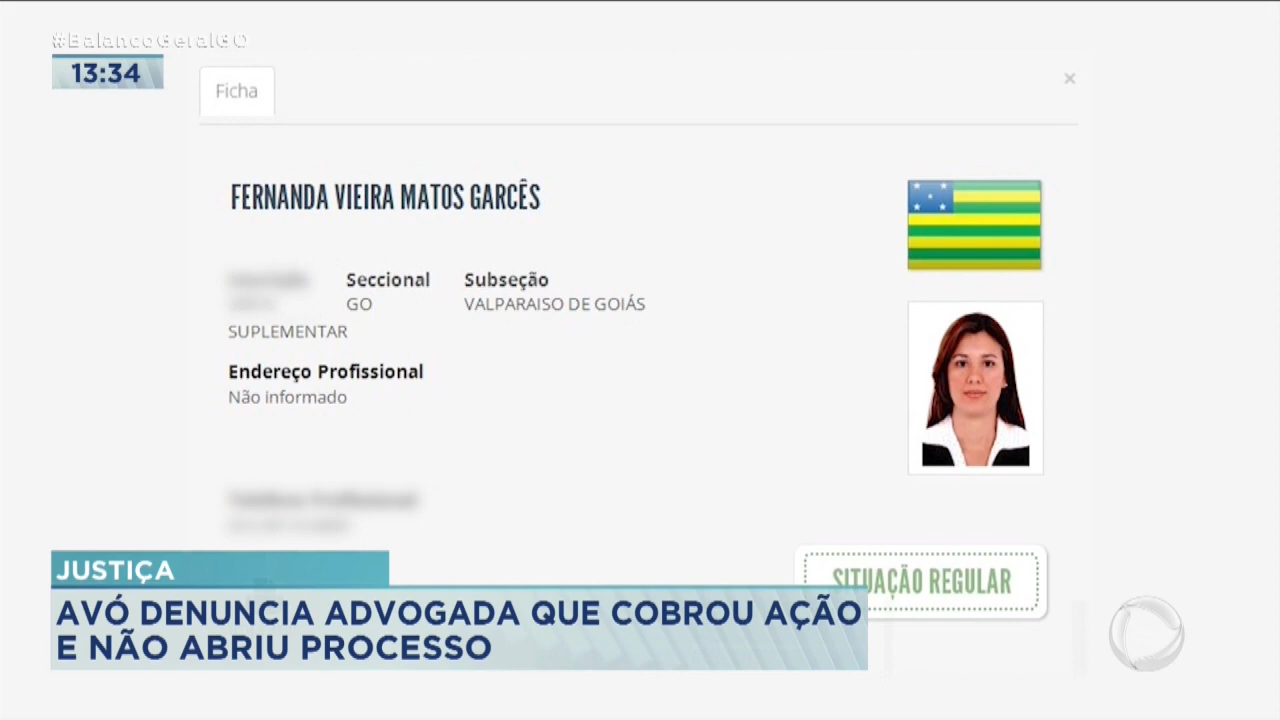 #BalancoGeralGO
13:34
Ficha
×
FERNANDA VIEIRA MATOS GARCÊS
Seccional Subseção
GO VALPARAISO DE GOIÁS
SUPLEMENTAR
Endereço Profissional
Não informado
SITUAÇÃO REGULAR
JUSTIÇA
AVÓ DENUNCIA ADVOGADA QUE COBROU AÇÃO
E NÃO ABRIU PROCESSO